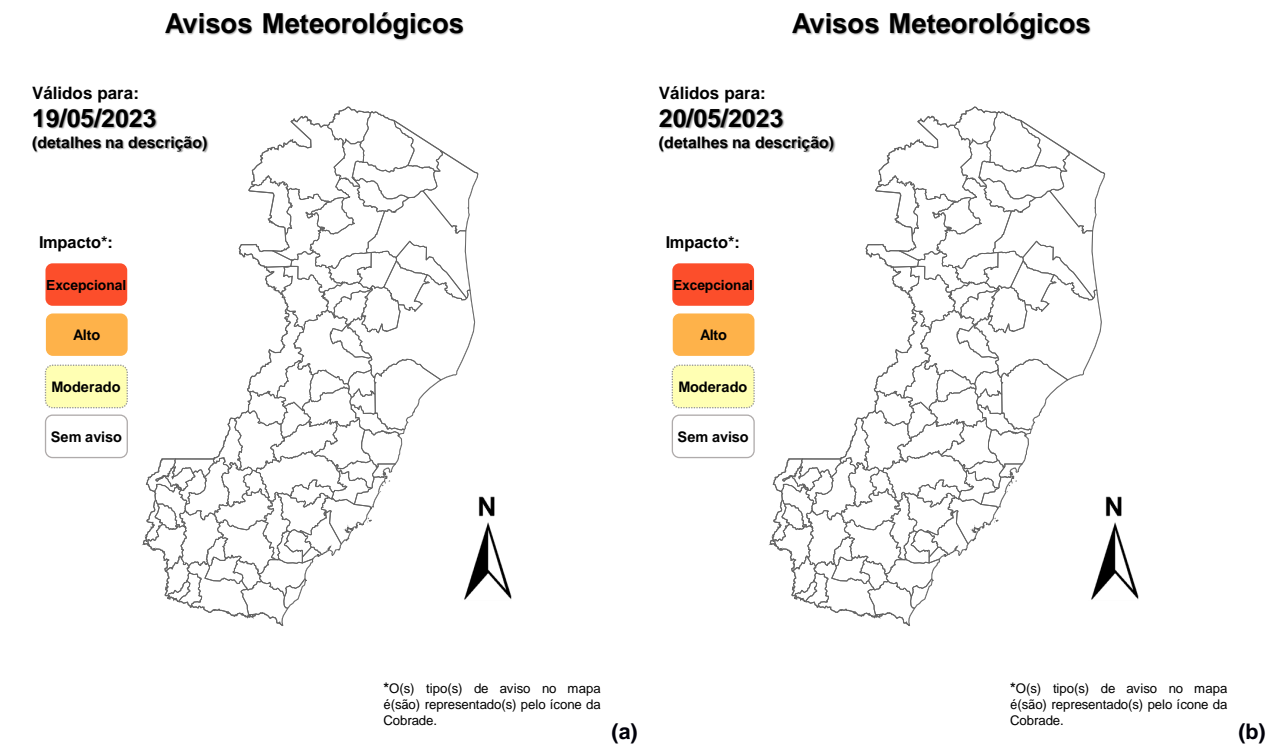 Avisos Meteorológicos
Válidos para:
19/05/2023
(detalhes na descrição)
Impacto*:
Excepcional
Alto
Moderado
Sem aviso
N
*O(s) tipo(s) de aviso no mapa
é(são) representado(s) pelo ícone da
Cobrade.
(a)
Avisos Meteorológicos
Válidos para:
20/05/2023
(detalhes na descrição)
Impacto*:
Excepcional
Alto
Moderado
Sem aviso
N
*O(s) tipo(s) de aviso no mapa
é(são) representado(s) pelo ícone da
Cobrade.
(b)